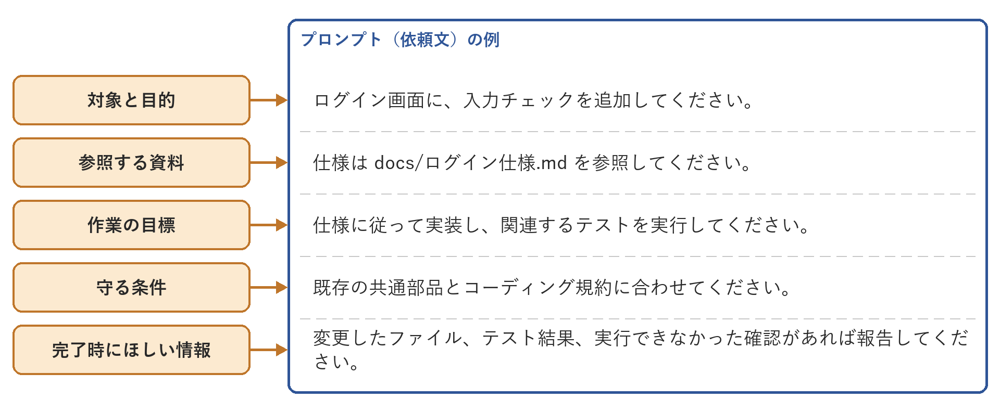 プロンプト（依頼文）の例
対象と目的
ログイン画面に、入力チェックを追加してください。
参照する資料
仕様は docs/ログイン仕様.md を参照してください。
作業の目標
仕様に従って実装し、関連するテストを実行してください。
守る条件
既存の共通部品とコーディング規約に合わせてください。
完了時にほしい情報
変更したファイル、テスト結果、実行できなかった確認があれば報告してくだ
さい。